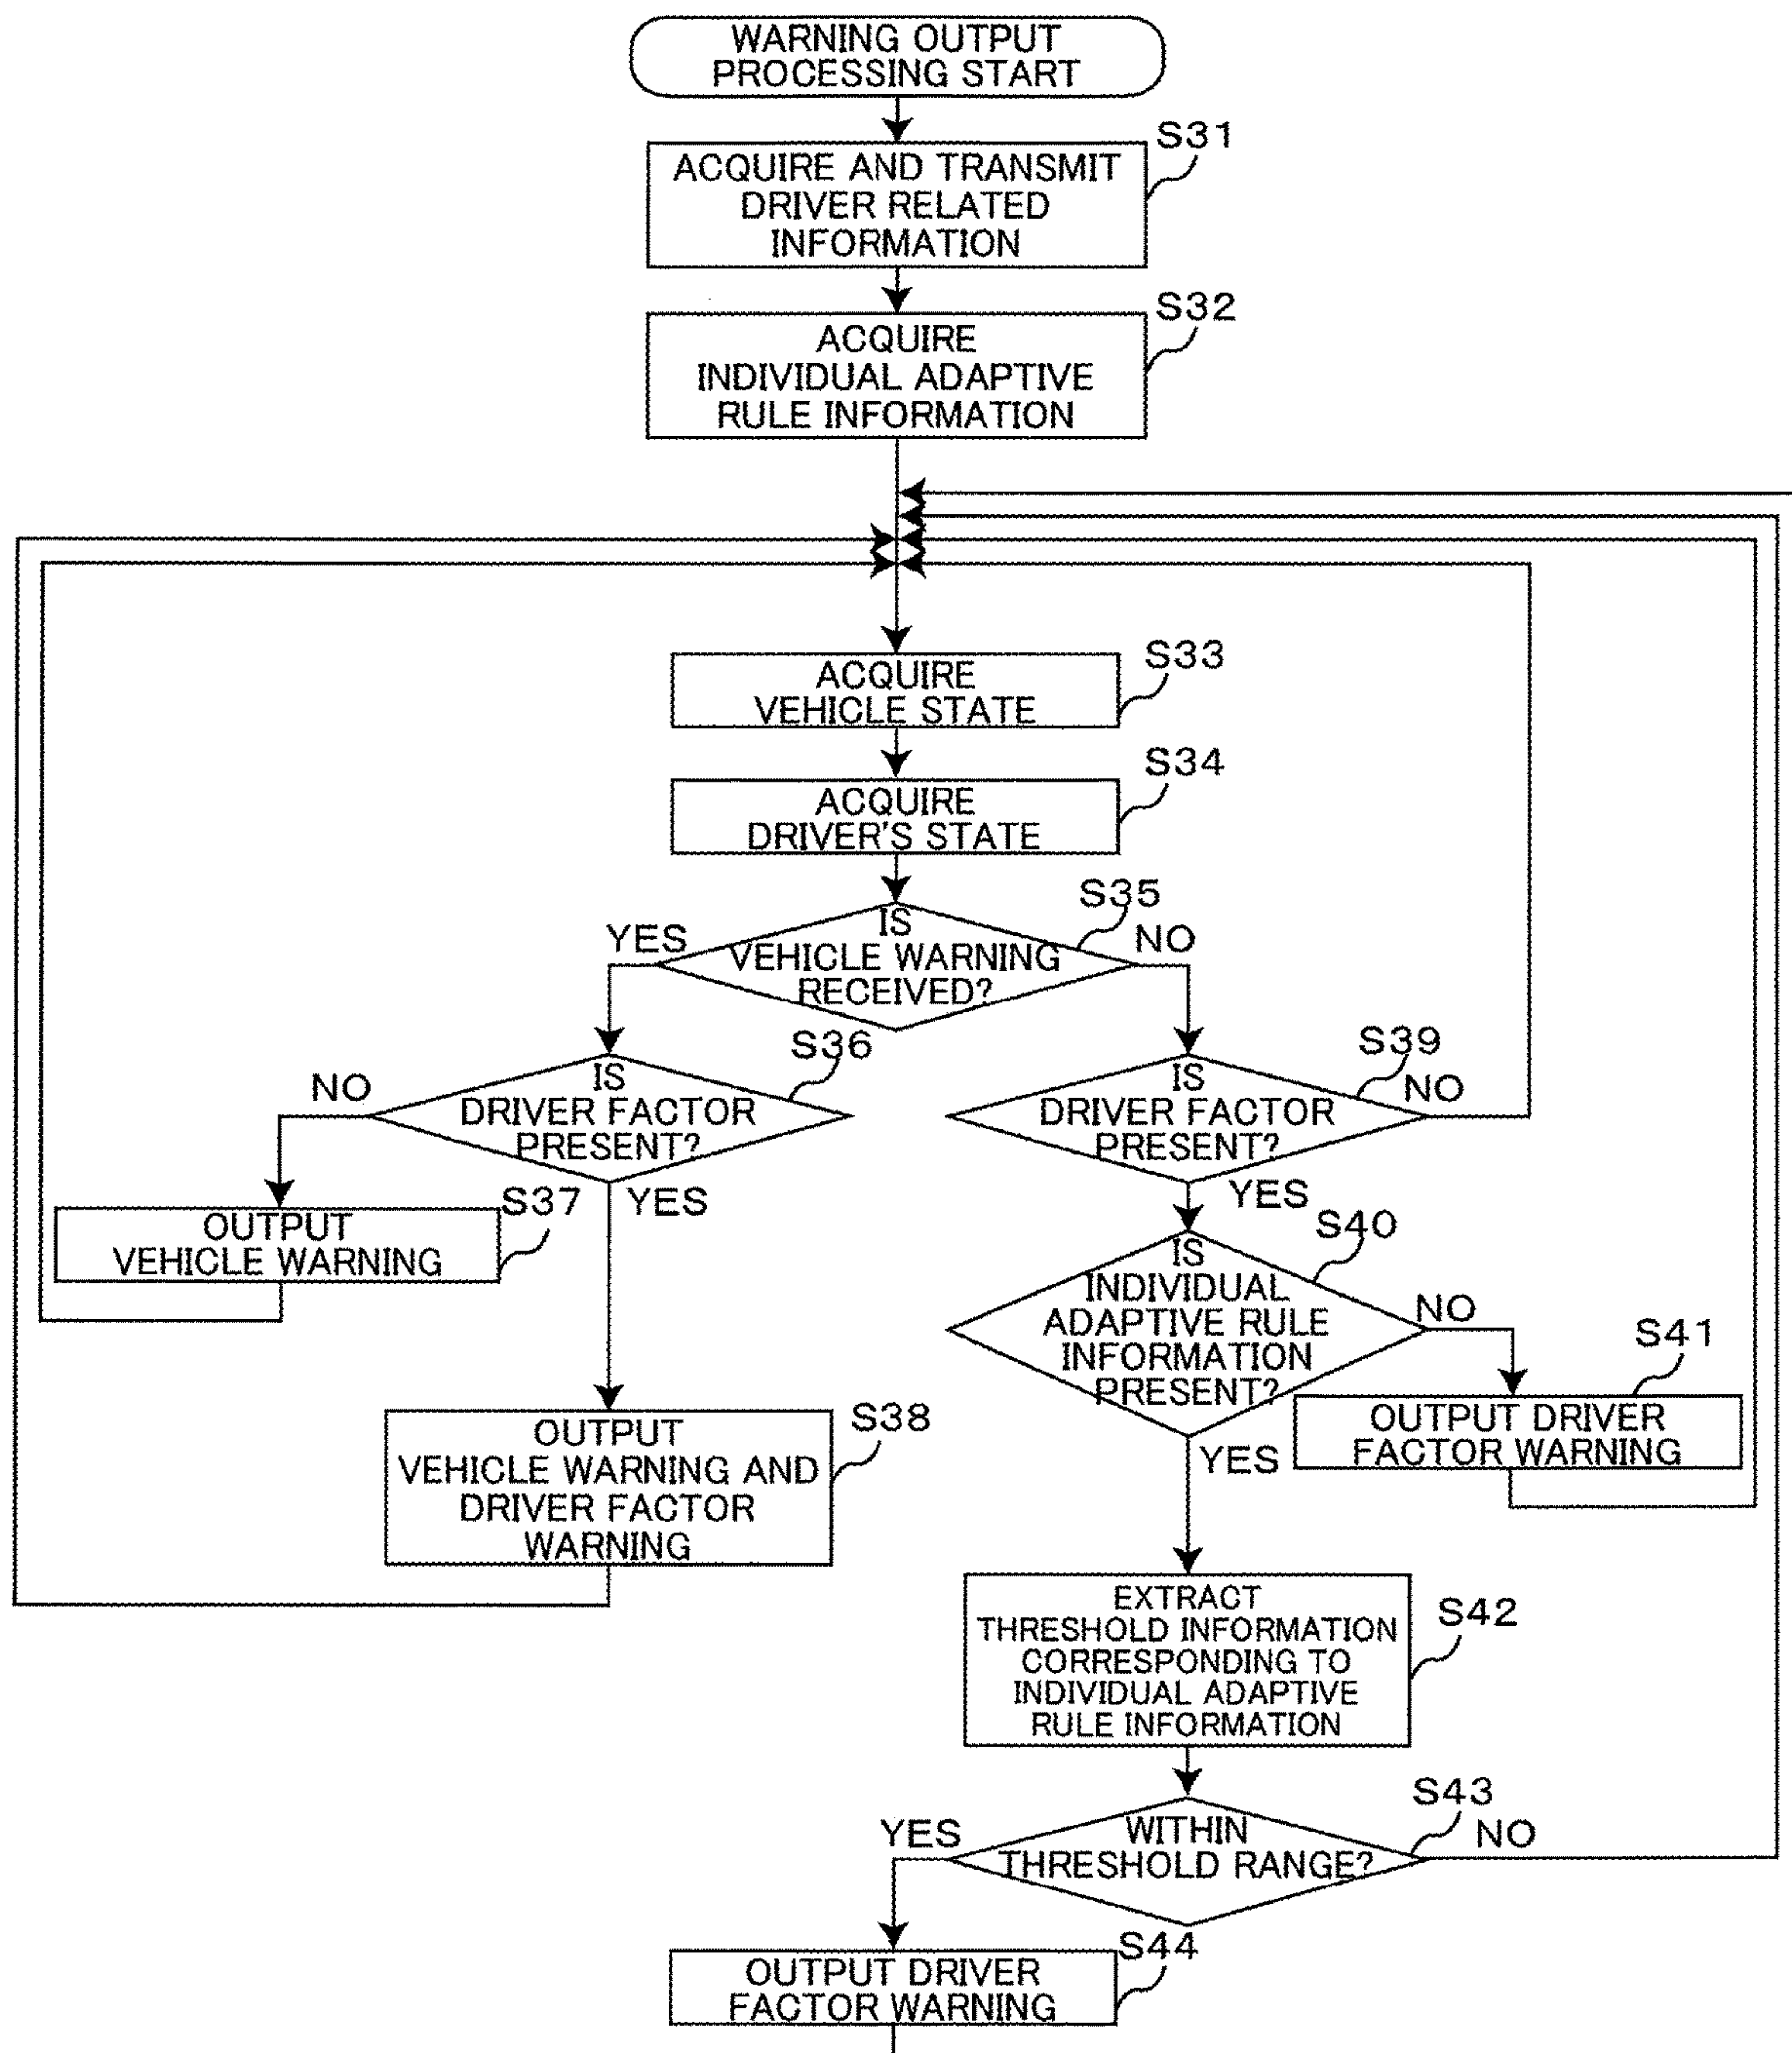 WARNING OUTPUT
PROCESSING START
S31
ACQUIRE AND TRANSMIT
DRIVER RELATED
INFORMATION
S32
ACQUIRE
INDIVIDUAL ADAPTIVE
RULE INFORMATION
S33
ACQUIRE
VEHICLE STATE
S34
ACQUIRE
DRIVER'S STATE
S35
YES
IS
VEHICLE WARNING
RECEIVED?
NO
S36
NO
IS
DRIVER FACTOR
PRESENT?
YES
S39
IS
DRIVER FACTOR
PRESENT?
NO
YES
S37
OUTPUT
VEHICLE WARNING
S40
IS
INDIVIDUAL
ADAPTIVE RULE
INFORMATION
PRESENT?
NO
YES
S41
OUTPUT DRIVER
FACTOR WARNING
S38
OUTPUT
VEHICLE WARNING AND
DRIVER FACTOR
WARNING
S42
EXTRACT
THRESHOLD INFORMATION
CORRESPONDING TO
INDIVIDUAL ADAPTIVE
RULE INFORMATION
S43
YES
WITHIN
THRESHOLD RANGE?
NO
S44
OUTPUT DRIVER
FACTOR WARNING